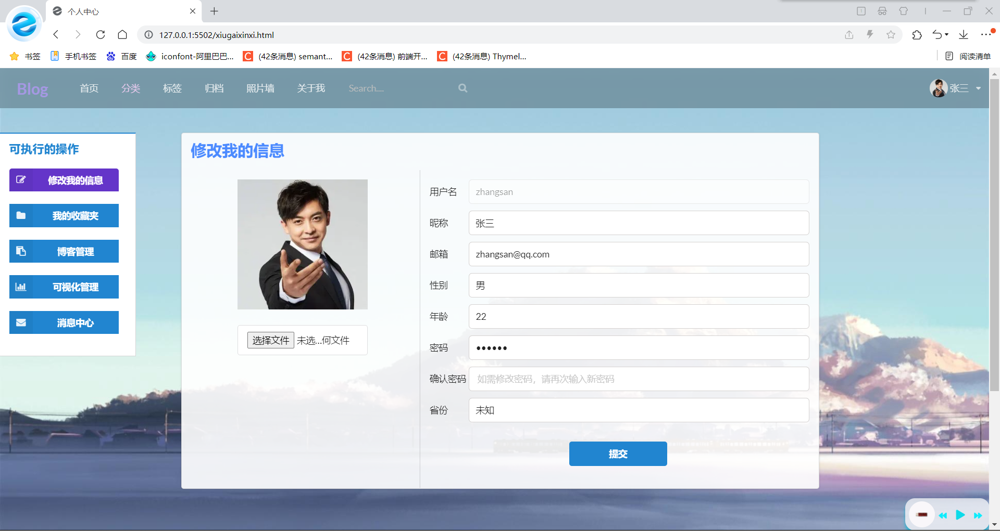 个人中心
127.0.0.1:5502/xiugaixinxi.html
书签 手机书签 百度 iconfont-阿里巴巴... (42条消息) semant... (42条消息) 前端开... (42条消息) Thymel... 阅读清单
Blog 首页 分类 标签 归档 照片墙 关于我 Search.... 张三
可执行的操作
修改我的信息
我的收藏夹
博客管理
可视化管理
消息中心
修改我的信息
选择文件 未选...何文件
用户名 zhangsan
昵称 张三
邮箱 zhangsan@qq.com
性别 男
年龄 22
密码 ••••••
确认密码 如需修改密码，请再次输入新密码
省份 未知
提交